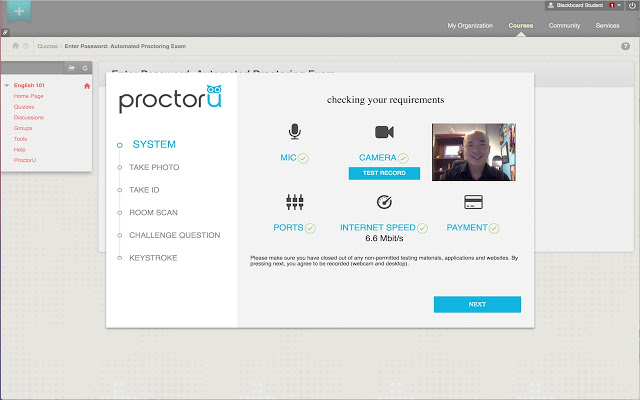 Blackboard Student
3
My Organization
Courses
Community
Services
Quizzes
Enter Password: Automated Proctoring Exam
?
English 101
Home Page
Quizzes
Discussions
Groups
Tools
Help
ProctorU
Enter Password: Automated Proctoring Exam
proctoru
SYSTEM
TAKE PHOTO
TAKE ID
ROOM SCAN
CHALLENGE QUESTION
KEYSTROKE
checking your requirements
MIC
CAMERA
TEST RECORD
PORTS
INTERNET SPEED
6.6 Mbit/s
PAYMENT
Please make sure you have closed out of any non-permitted testing materials, applications and websites. By
pressing next, you agree to be recorded (webcam and desktop).
NEXT